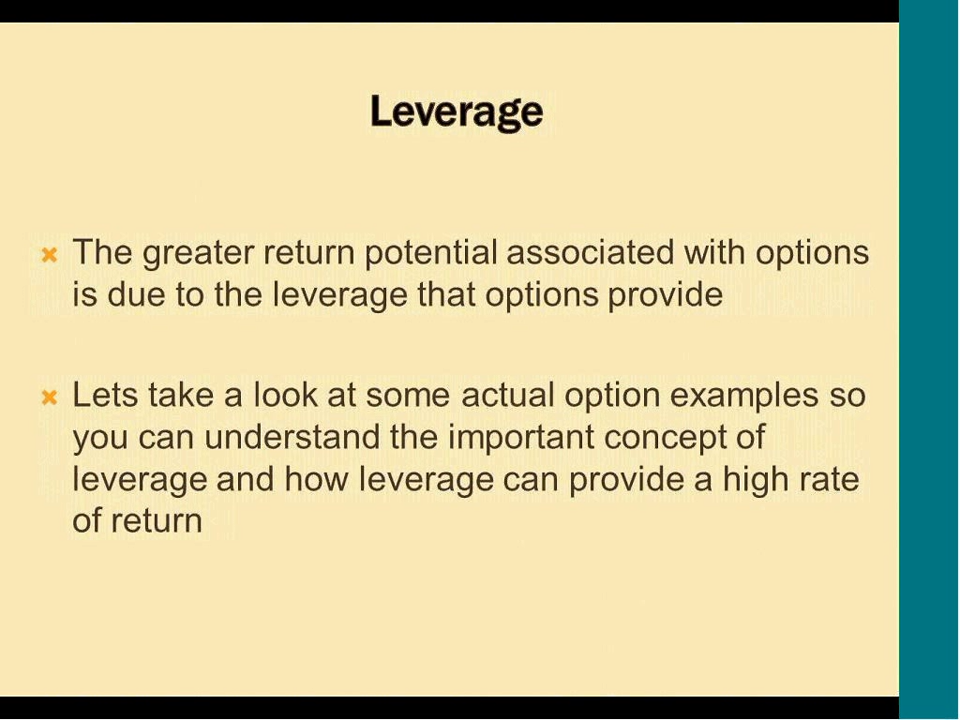 Leverage
The greater return potential associated with options
is due to the leverage that options provide
Lets take a look at some actual option examples so
you can understand the important concept of
leverage and how leverage can provide a high rate
of return